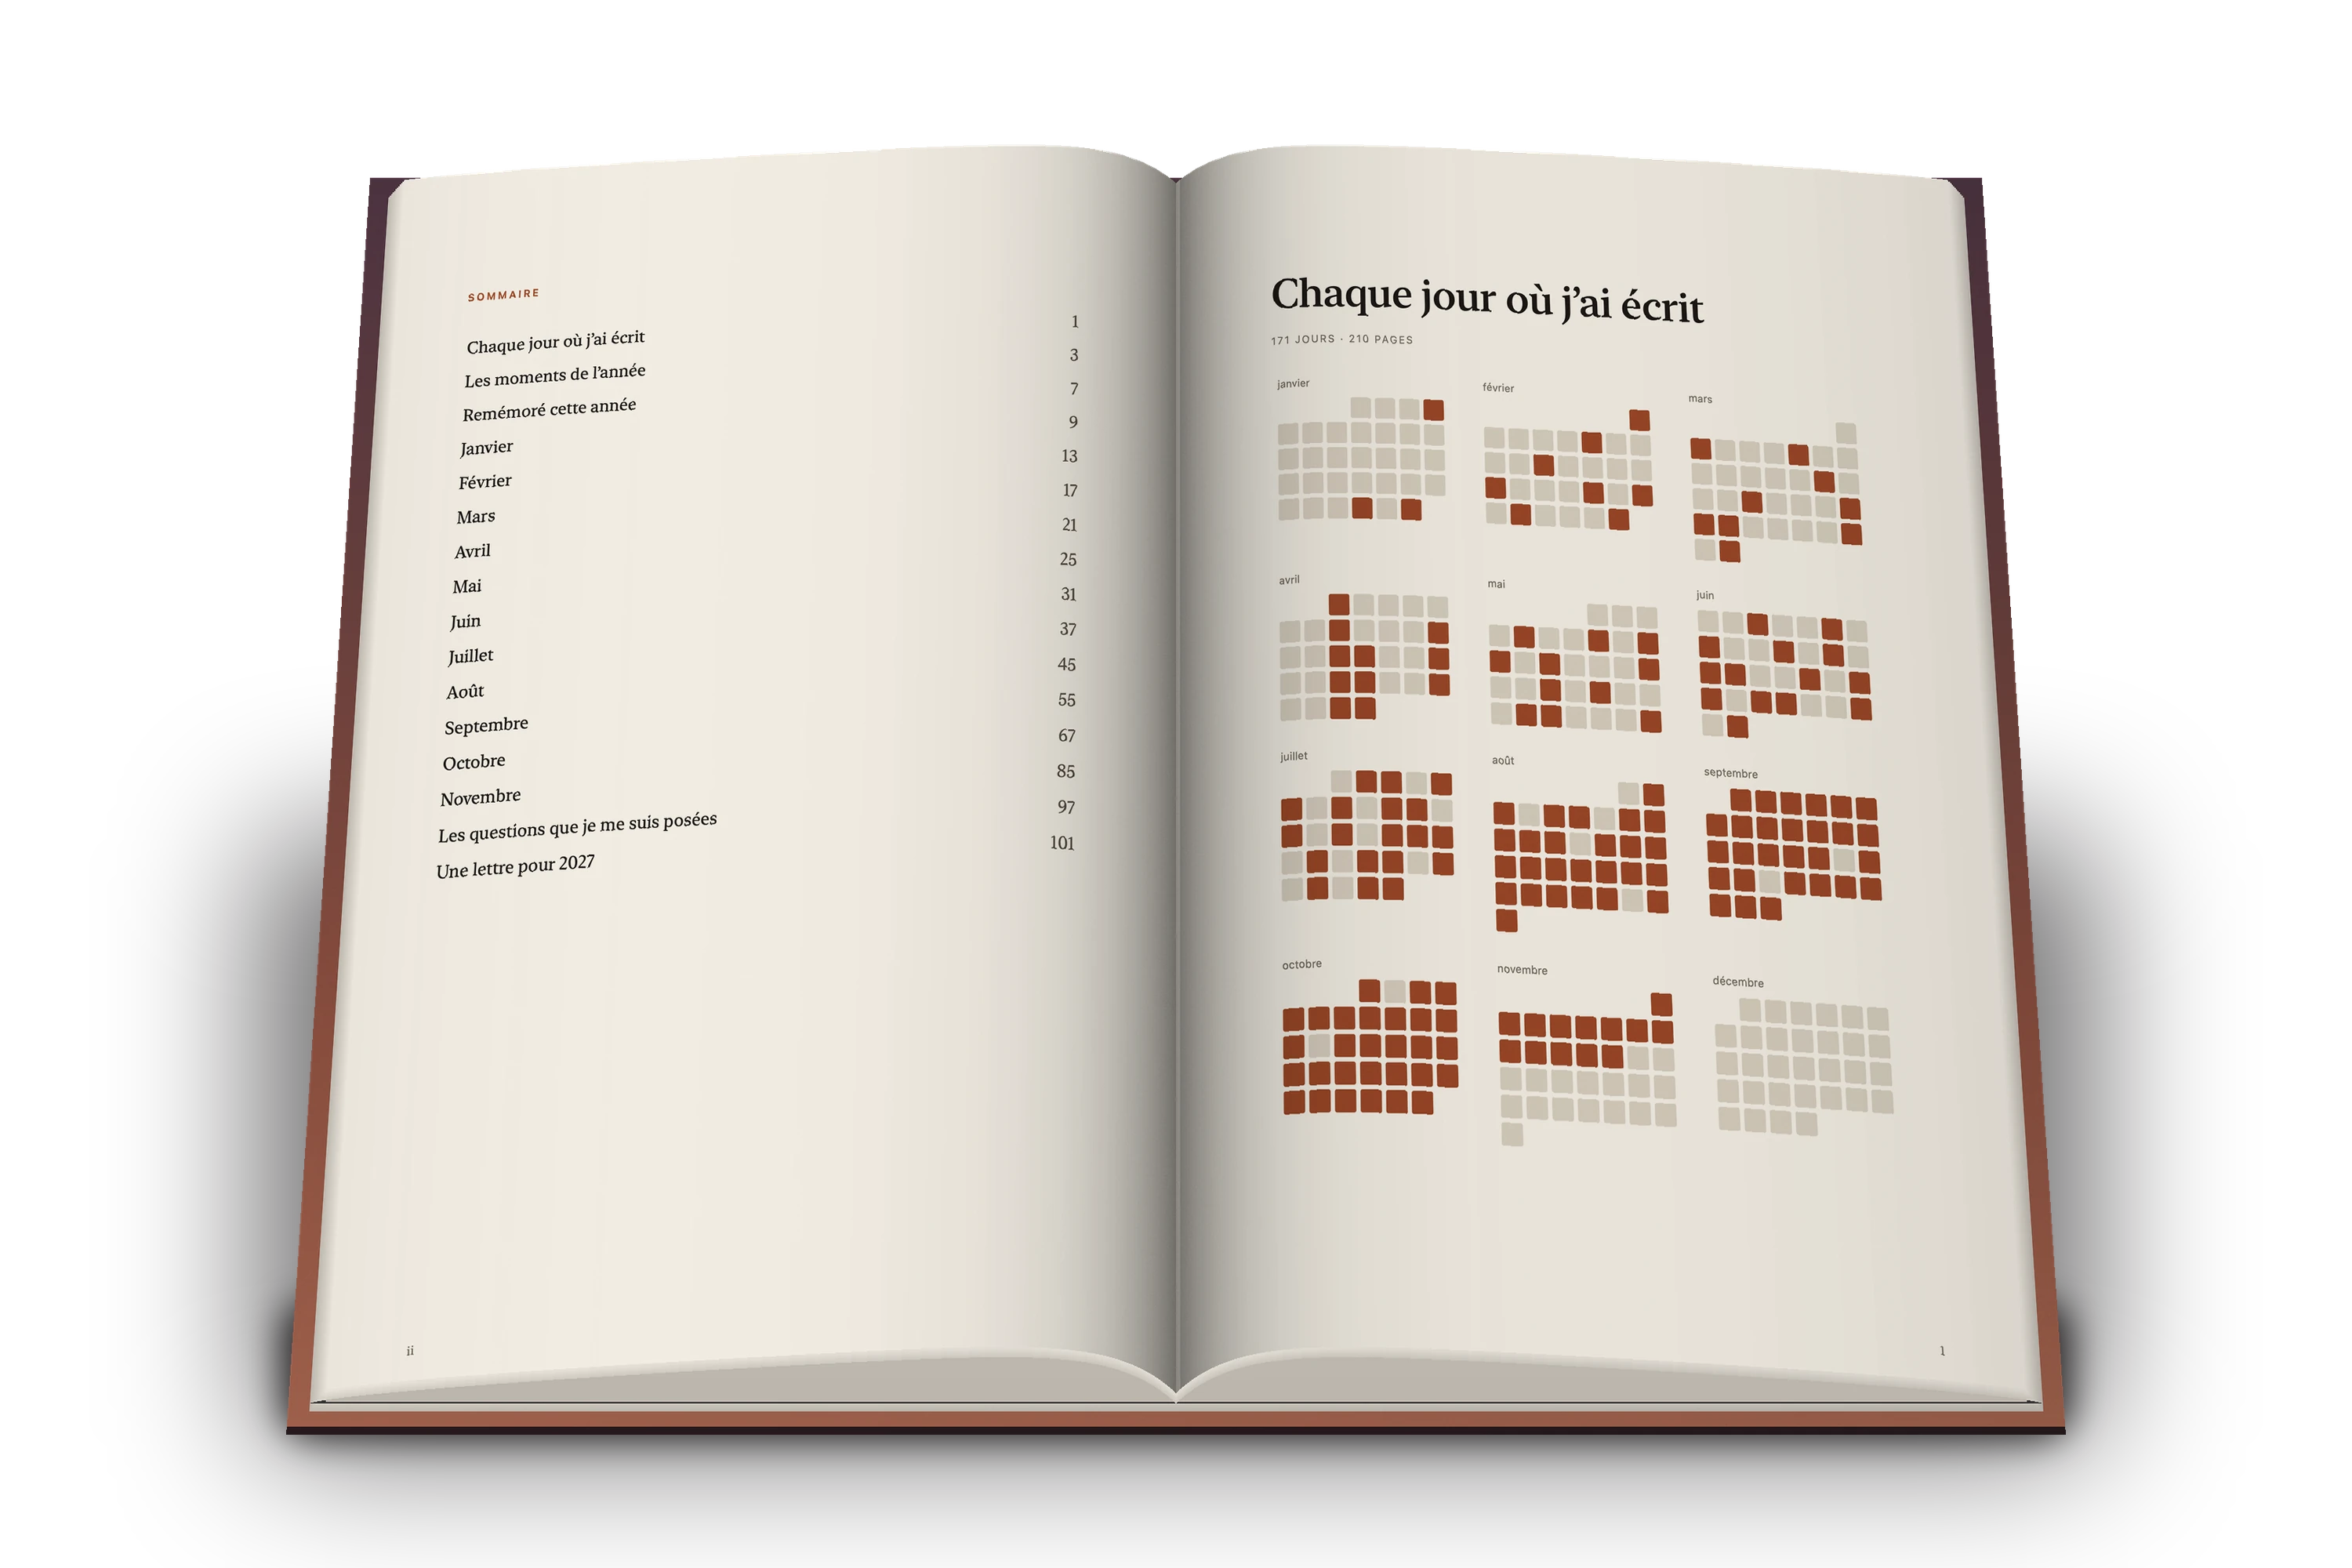 SOMMAIRE
Chaque jour où j’ai écrit 1
Les moments de l’année 3
Remémoré cette année 7
Janvier 9
Février 13
Mars 17
Avril 21
Mai 25
Juin 31
Juillet 37
Août 45
Septembre 55
Octobre 67
Novembre 85
Les questions que je me suis posées 97
Une lettre pour 2027 101
ii
Chaque jour où j’ai écrit
171 JOURS · 210 PAGES
janvier
février
mars
avril
mai
juin
juillet
août
septembre
octobre
novembre
décembre
1